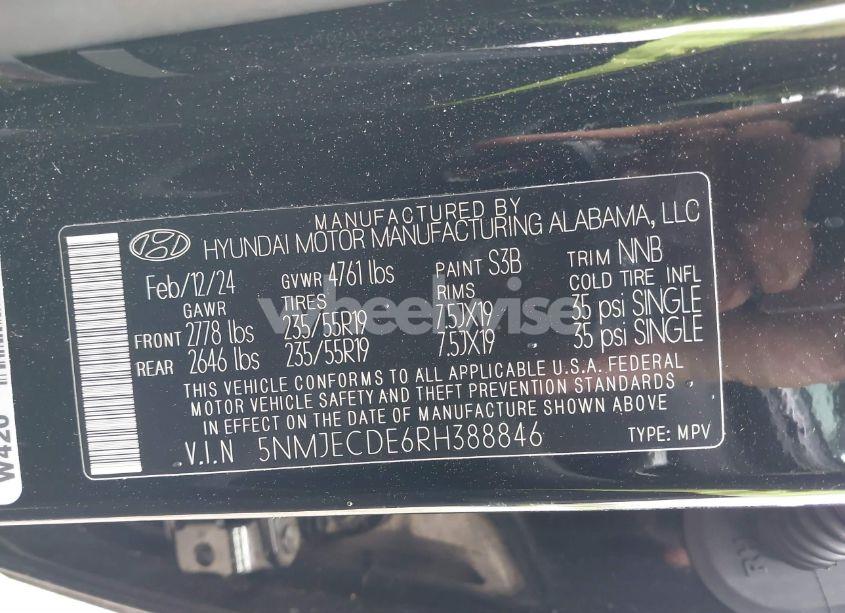 MANUFACTURED BY
HYUNDAI MOTOR MANUFACTURING ALABAMA, LLC
Feb/12/24 GVWR 4761 lbs PAINT S3B TRIM NNB
GAWR TIRES RIMS COLD TIRE INFL
FRONT 2778 lbs 235/55R19 7.5JX19 35 psi SINGLE
REAR 2646 lbs 235/55R19 7.5JX19 35 psi SINGLE
THIS VEHICLE CONFORMS TO ALL APPLICABLE U.S.A. FEDERAL
MOTOR VEHICLE SAFETY AND THEFT PREVENTION STANDARDS
IN EFFECT ON THE DATE OF MANUFACTURE SHOWN ABOVE
V.I.N 5NMJECDE6RH388846 TYPE: MPV
wheelwise
W420